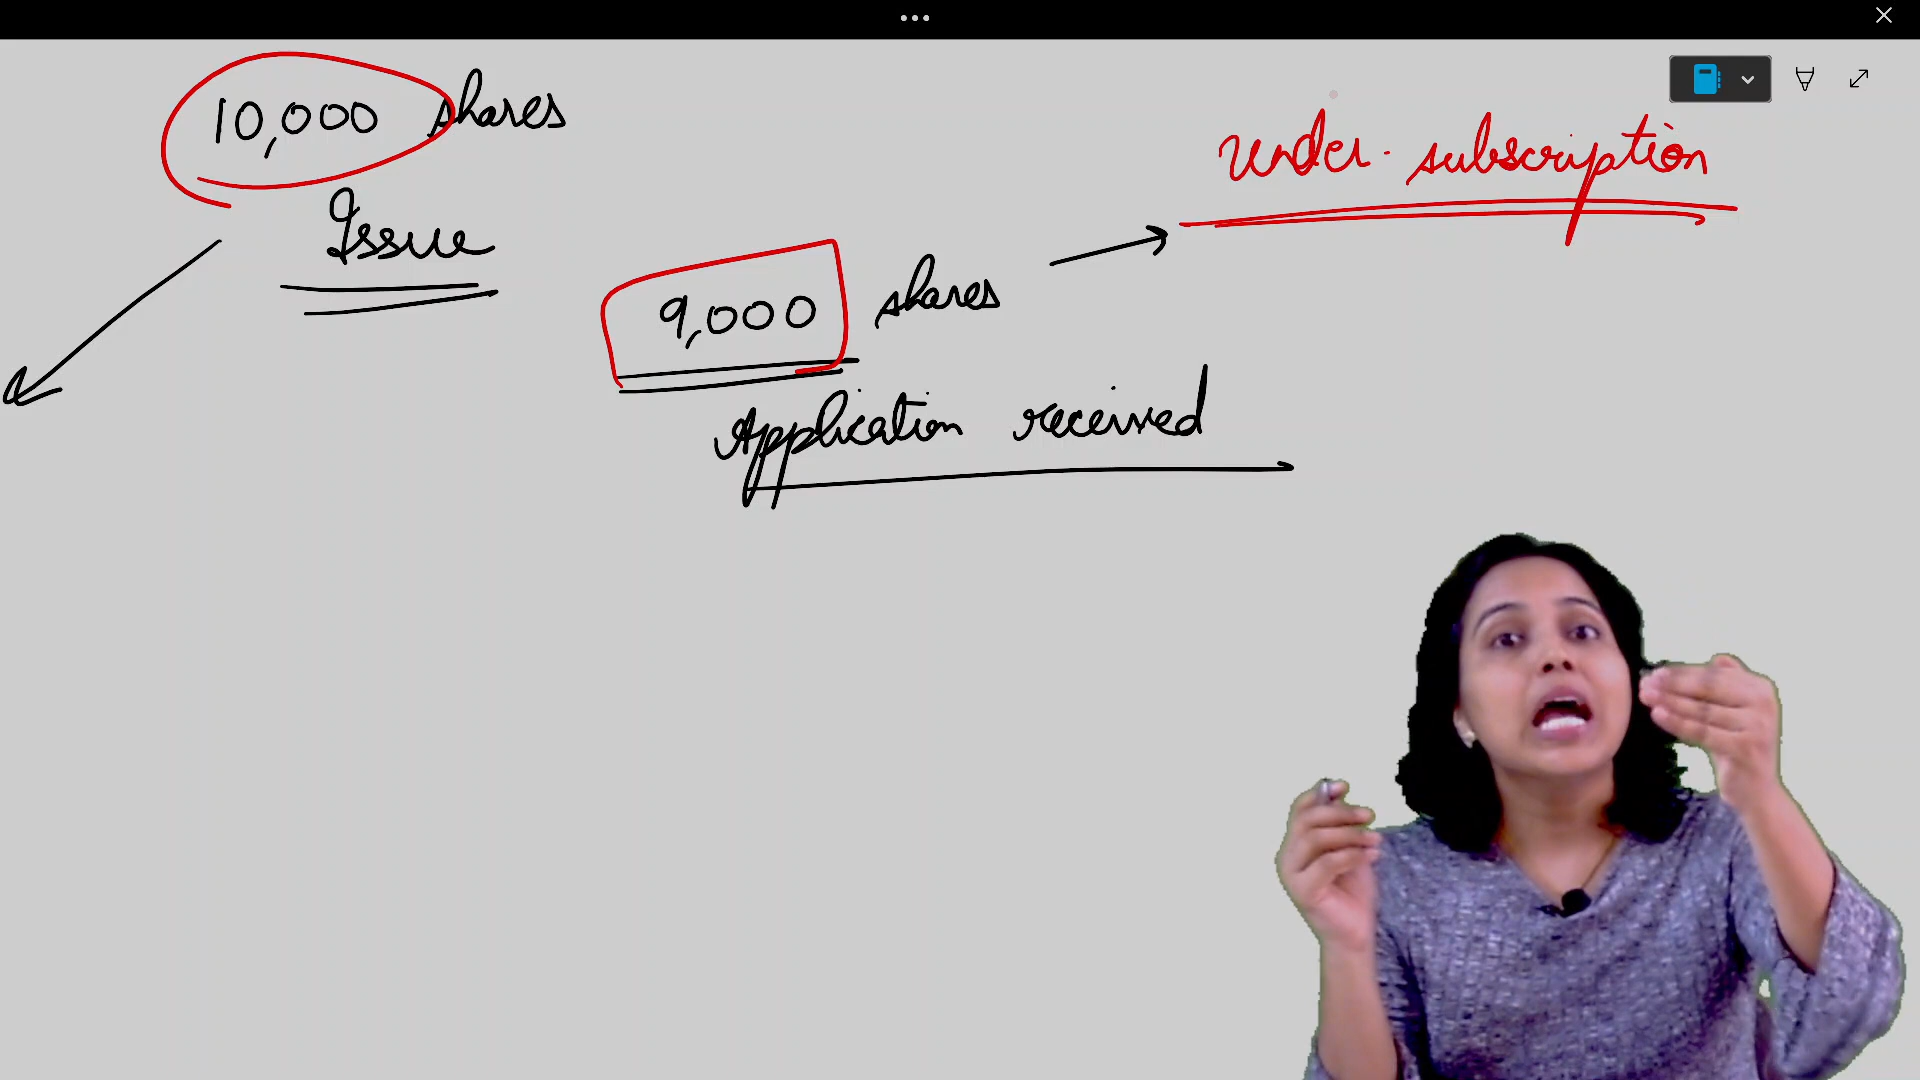 10,000 shares
Issue
under-subscription
9,000 shares
Application received